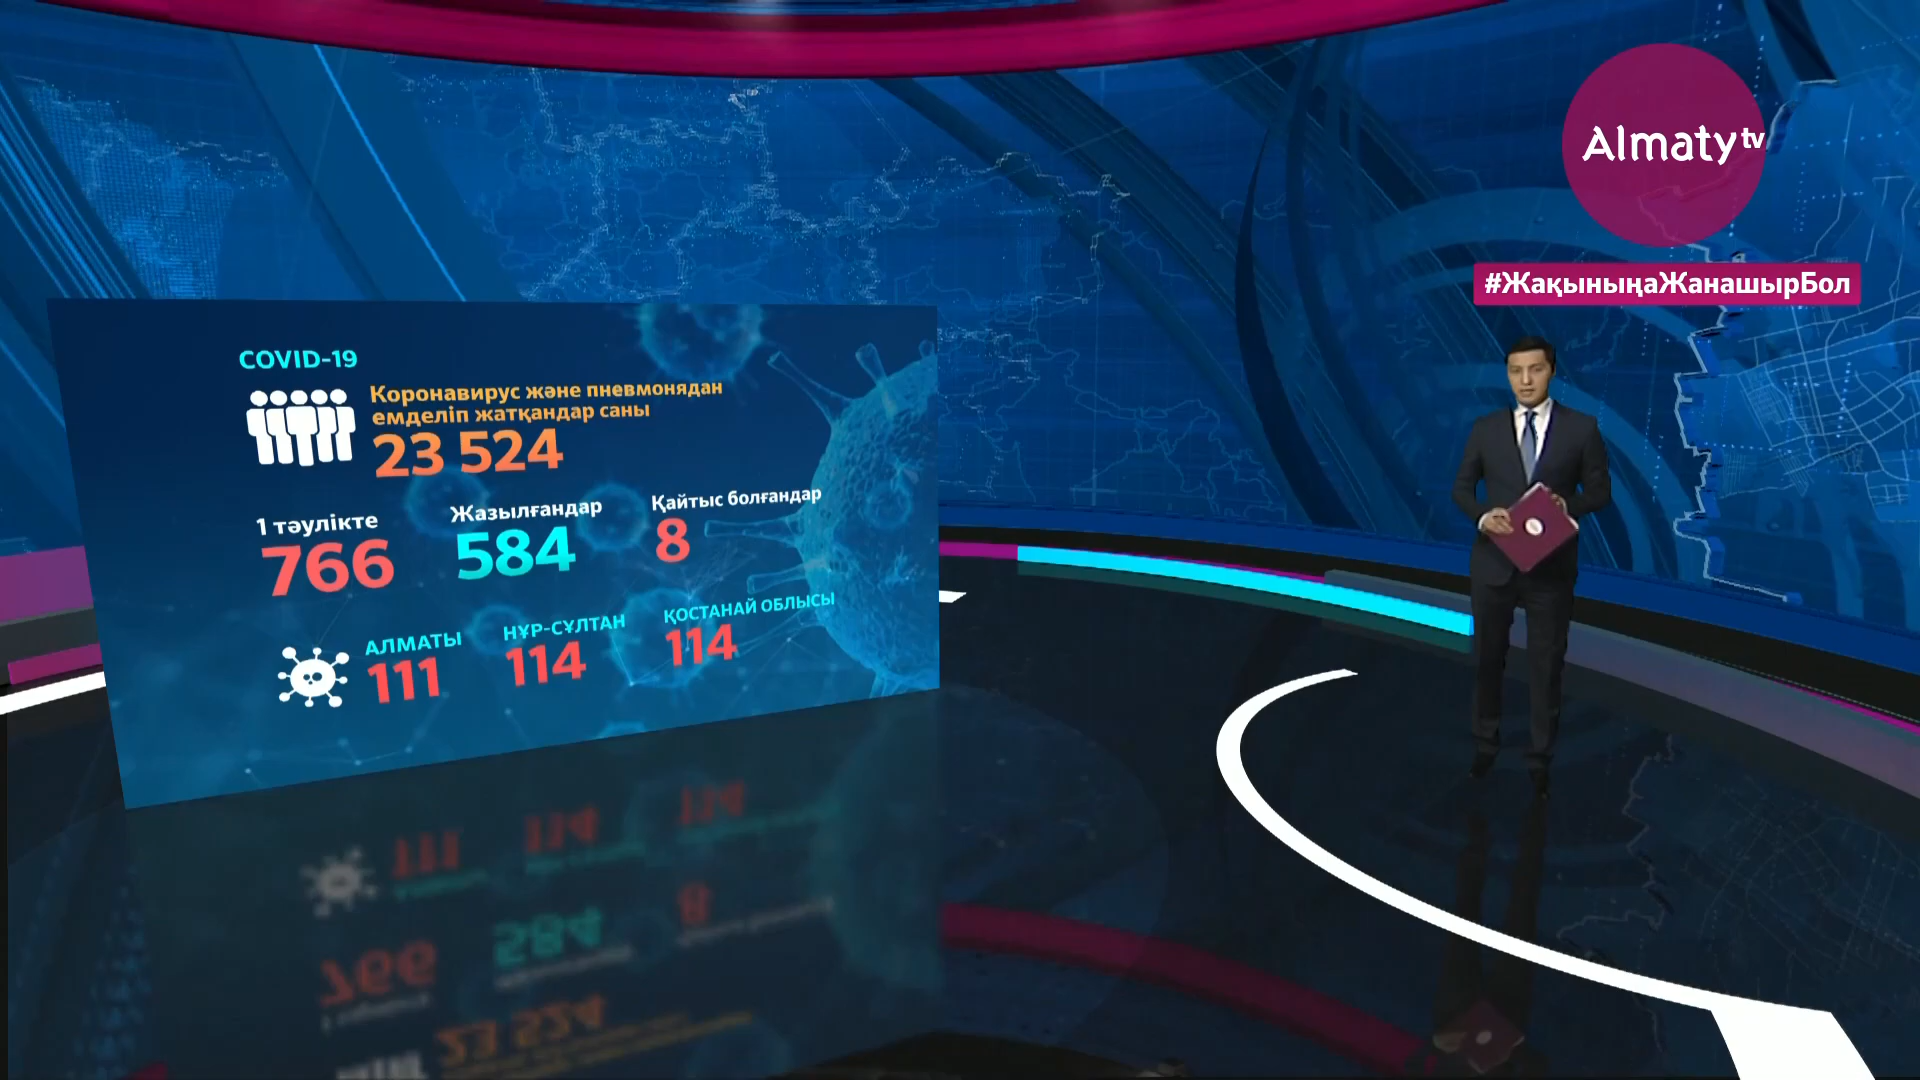 Almaty tv
#ЖақыныңаЖанашырБол
COVID-19
Коронавирус және пневмонядан
емделіп жатқандар саны
23 524
1 тәулікте
766
Жазылғандар
584
Қайтыс болғандар
8
АЛМАТЫ
111
НҰР-СҰЛТАН
114
ҚОСТАНАЙ ОБЛЫСЫ
114